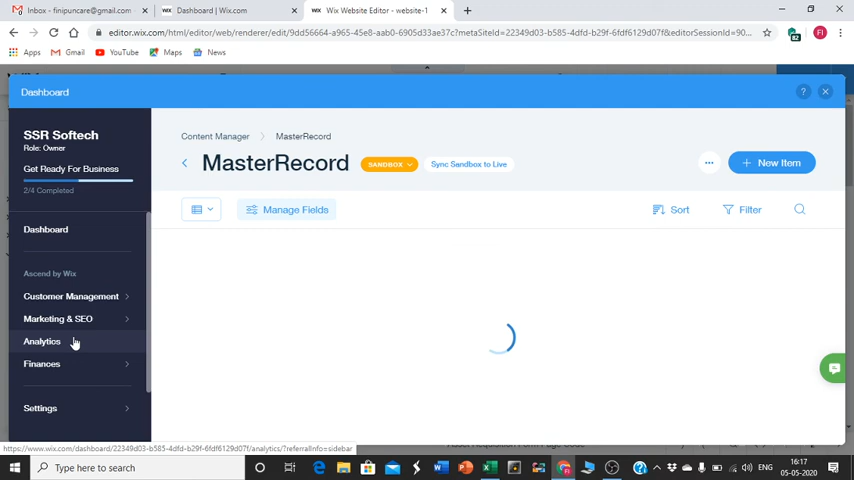 Inbox - finipuncare@gmail.com
Dashboard | Wix.com
Wix Website Editor - website-1
editor.wix.com/html/editor/web/renderer/edit/9dd56664-a965-45e8-aab0-6905d33ae37c?metaSiteId=22349d03-b585-4dfd-b29f-6fdf6129d07f&editorSessionId=90...
Apps Gmail YouTube Maps News
Dashboard
SSR Softech
Role: Owner
Get Ready For Business
2/4 Completed
Dashboard
Ascend by Wix
Customer Management
Marketing & SEO
Analytics
Finances
Settings
Content Manager > MasterRecord
MasterRecord SANDBOX Sync Sandbox to Live
+ New Item
Manage Fields Sort Filter
https://www.wix.com/dashboard/22349d03-b585-4dfd-b29f-6fdf6129d07f/analytics/?referralInfo=sidebar
Type here to search
ENG
16:17
05-05-2020